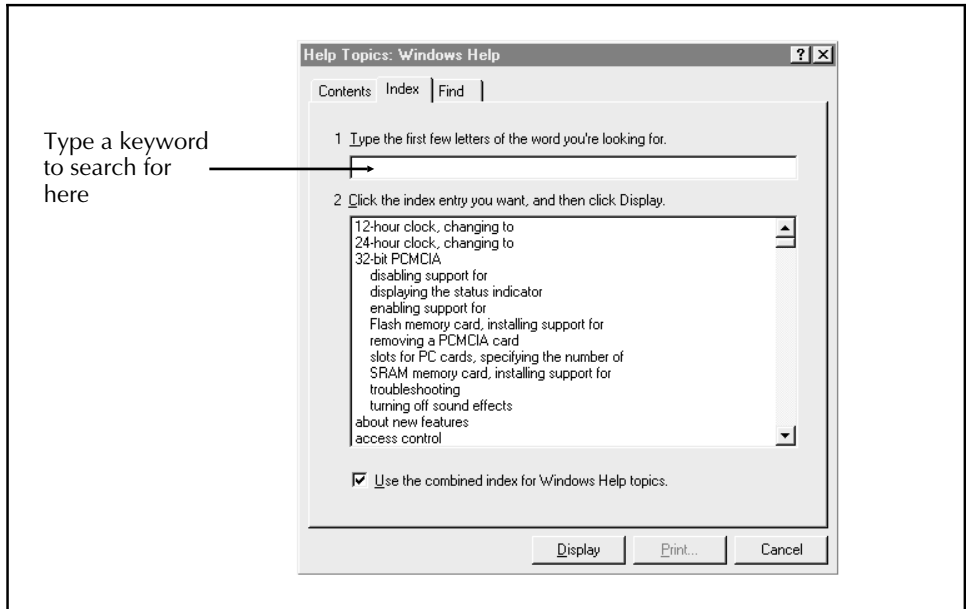 Help Topics: Windows Help
Contents Index Find
Type a keyword
to search for
here
1 Type the first few letters of the word you're looking for.
2 Click the index entry you want, and then click Display.
12-hour clock, changing to
24-hour clock, changing to
32-bit PCMCIA
disabling support for
displaying the status indicator
enabling support for
Flash memory card, installing support for
removing a PCMCIA card
slots for PC cards, specifying the number of
SRAM memory card, installing support for
troubleshooting
turning off sound effects
about new features
access control
Use the combined index for Windows Help topics.
Display Print... Cancel